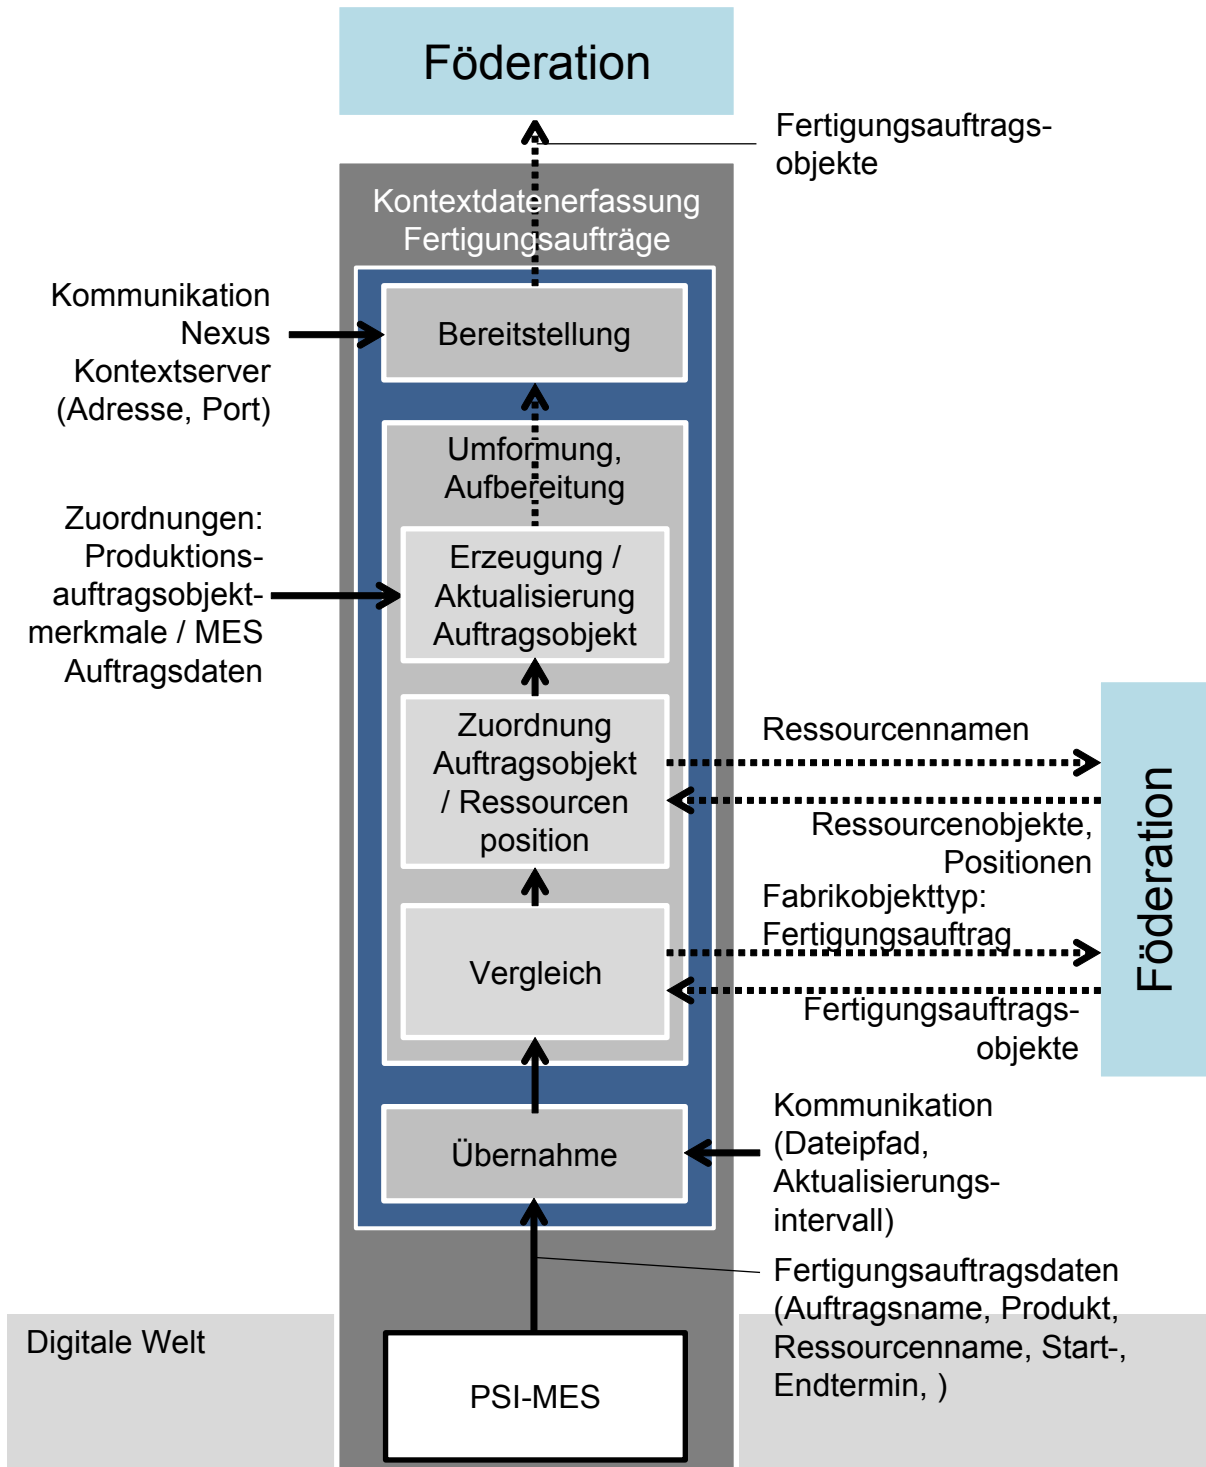 Föderation
Fertigungsauftrags-
objekte
Kontextdatenerfassung
Fertigungsaufträge
Kommunikation
Nexus
Kontextserver
(Adresse, Port)
Bereitstellung
Umformung,
Aufbereitung
Zuordnungen:
Produktions-
auftragsobjekt-
merkmale / MES
Auftragsdaten
Erzeugung /
Aktualisierung
Auftragsobjekt
Zuordnung
Auftragsobjekt
/ Ressourcen
position
Ressourcennamen
Ressourcenobjekte,
Positionen
Föderation
Fabrikobjekttyp:
Fertigungsauftrag
Vergleich
Fertigungsauftrags-
objekte
Übernahme
Kommunikation
(Dateipfad,
Aktualisierungs-
intervall)
Fertigungsauftragsdaten
(Auftragsname, Produkt,
Ressourcenname, Start-,
Endtermin, )
Digitale Welt
PSI-MES